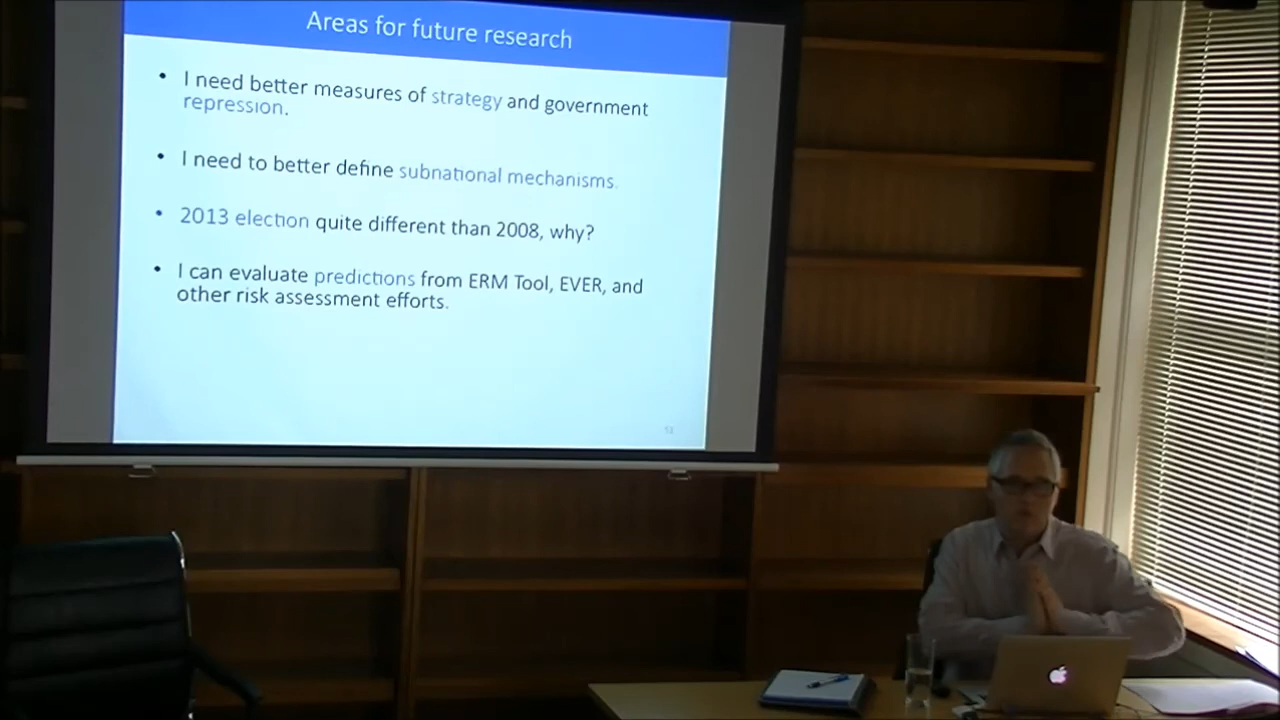 Areas for future research
• I need better measures of strategy and government
repression.
• I need to better define subnational mechanisms.
• 2013 election quite different than 2008, why?
• I can evaluate predictions from ERM Tool, EVER, and
other risk assessment efforts.